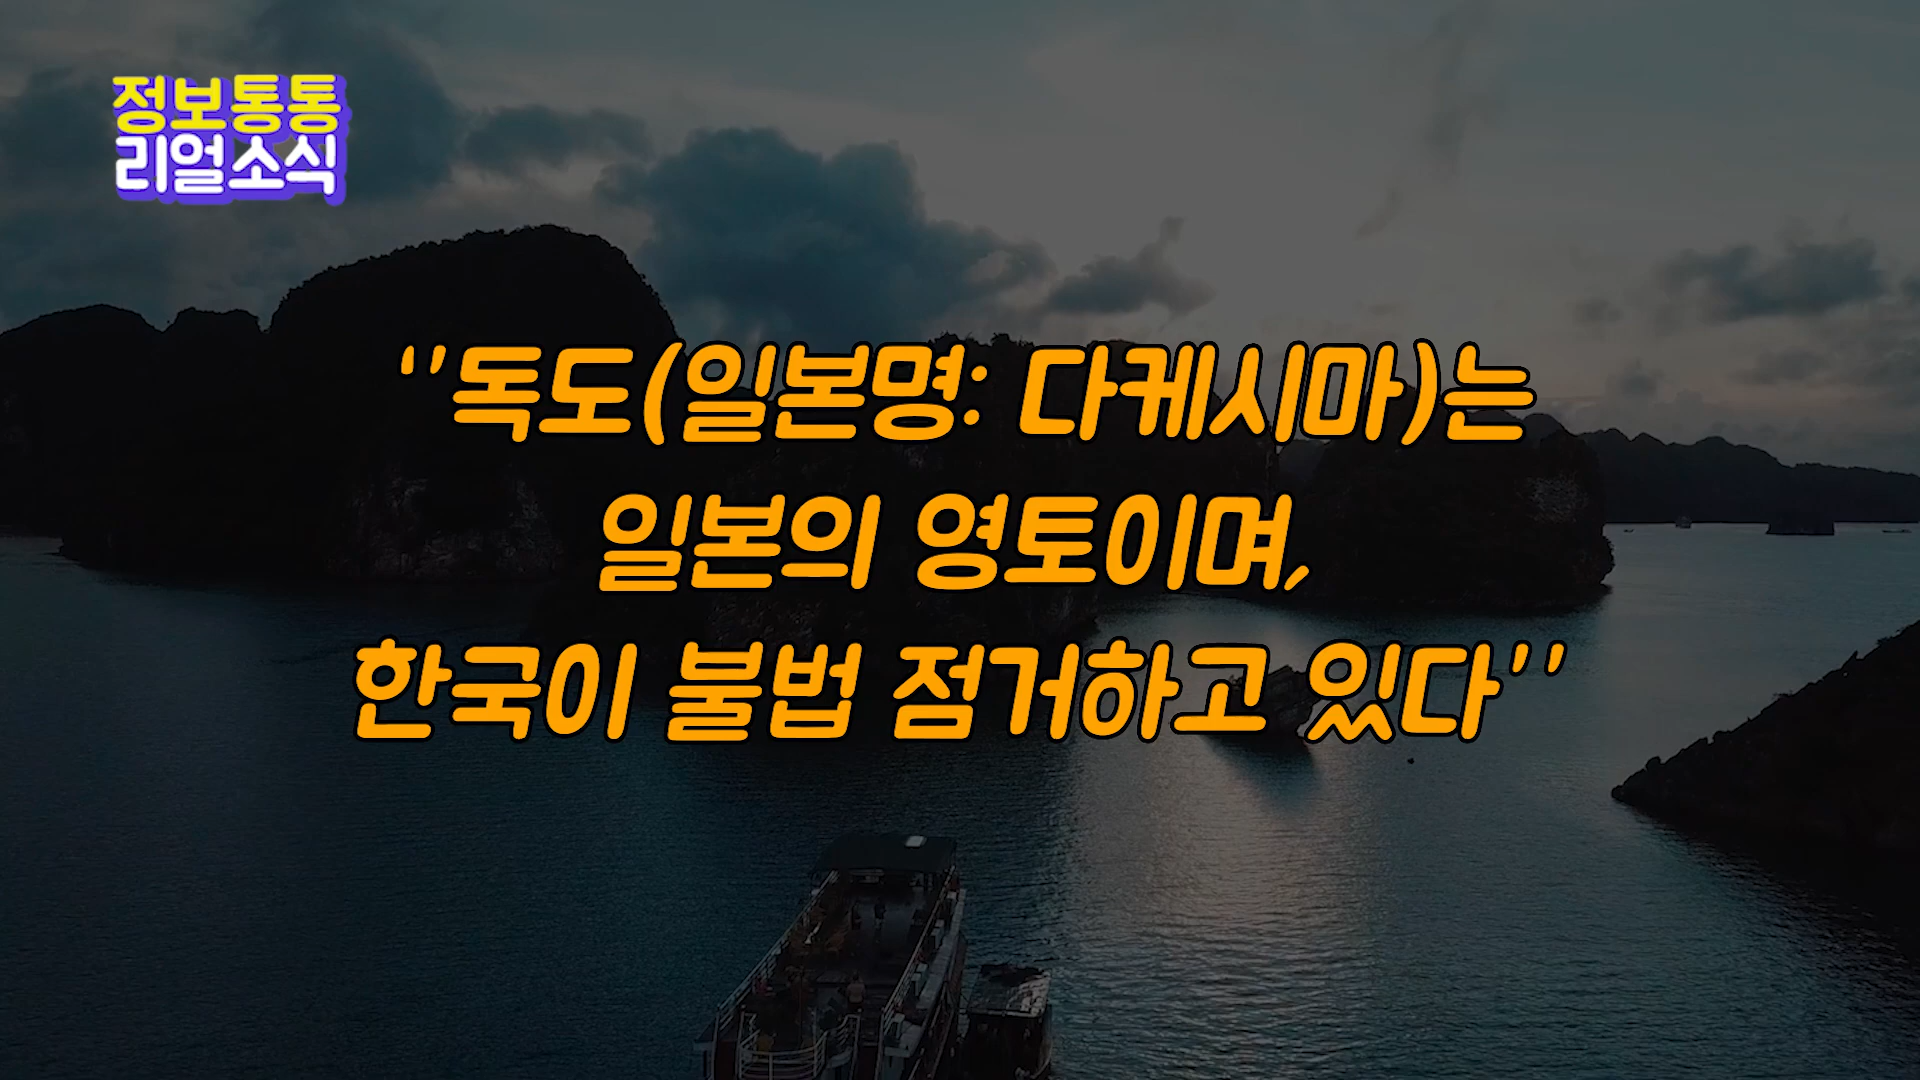 정보통통
리얼소식
‘’독도(일본명: 다케시마)는
일본의 영토이며,
한국이 불법 점거하고 있다’’